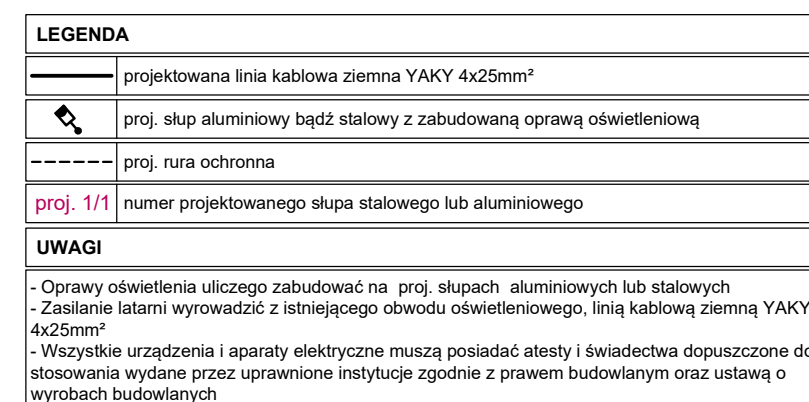 LEGENDA
projektowana linia kablowa ziemna YAKY 4x25mm²
proj. słup aluminiowy bądź stalowy z zabudowaną oprawą oświetleniową
proj. rura ochronna
proj. 1/1 numer projektowanego słupa stalowego lub aluminiowego
UWAGI
- Oprawy oświetlenia uliczego zabudować na proj. słupach aluminiowych lub stalowych
- Zasilanie latarni wyrowadzić z istniejącego obwodu oświetleniowego, linią kablową ziemną YAKY
4x25mm²
- Wszystkie urządzenia i aparaty elektryczne muszą posiadać atesty i świadectwa dopuszczone do
stosowania wydane przez uprawnione instytucje zgodnie z prawem budowlanym oraz ustawą o
wyrobach budowlanych